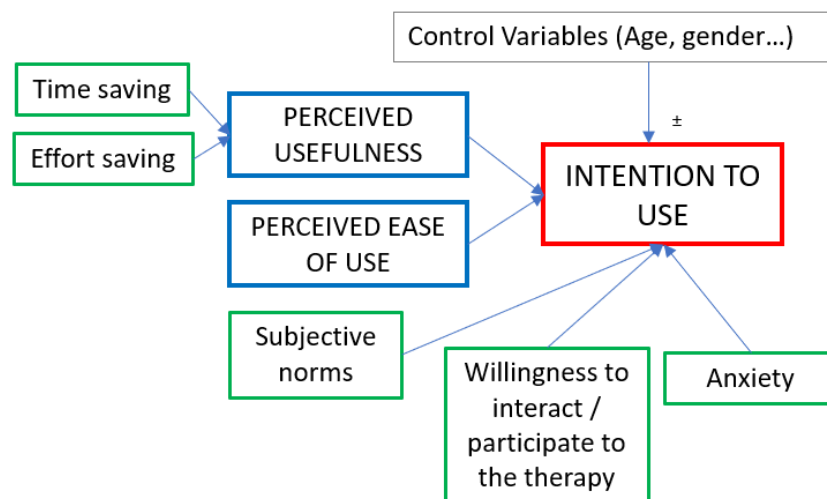 Control Variables (Age, gender…)
Time saving
Effort saving
PERCEIVED
USEFULNESS
±
INTENTION TO
USE
PERCEIVED EASE
OF USE
Subjective
norms
Willingness to
interact /
participate to
the therapy
Anxiety